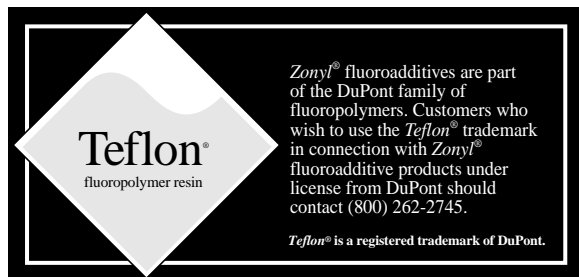 Teflon®
fluoropolymer resin
Zonyl® fluoroadditives are part
of the DuPont family of
fluoropolymers. Customers who
wish to use the Teflon® trademark
in connection with Zonyl®
fluoroadditive products under
license from DuPont should
contact (800) 262-2745.
Teflon® is a registered trademark of DuPont.